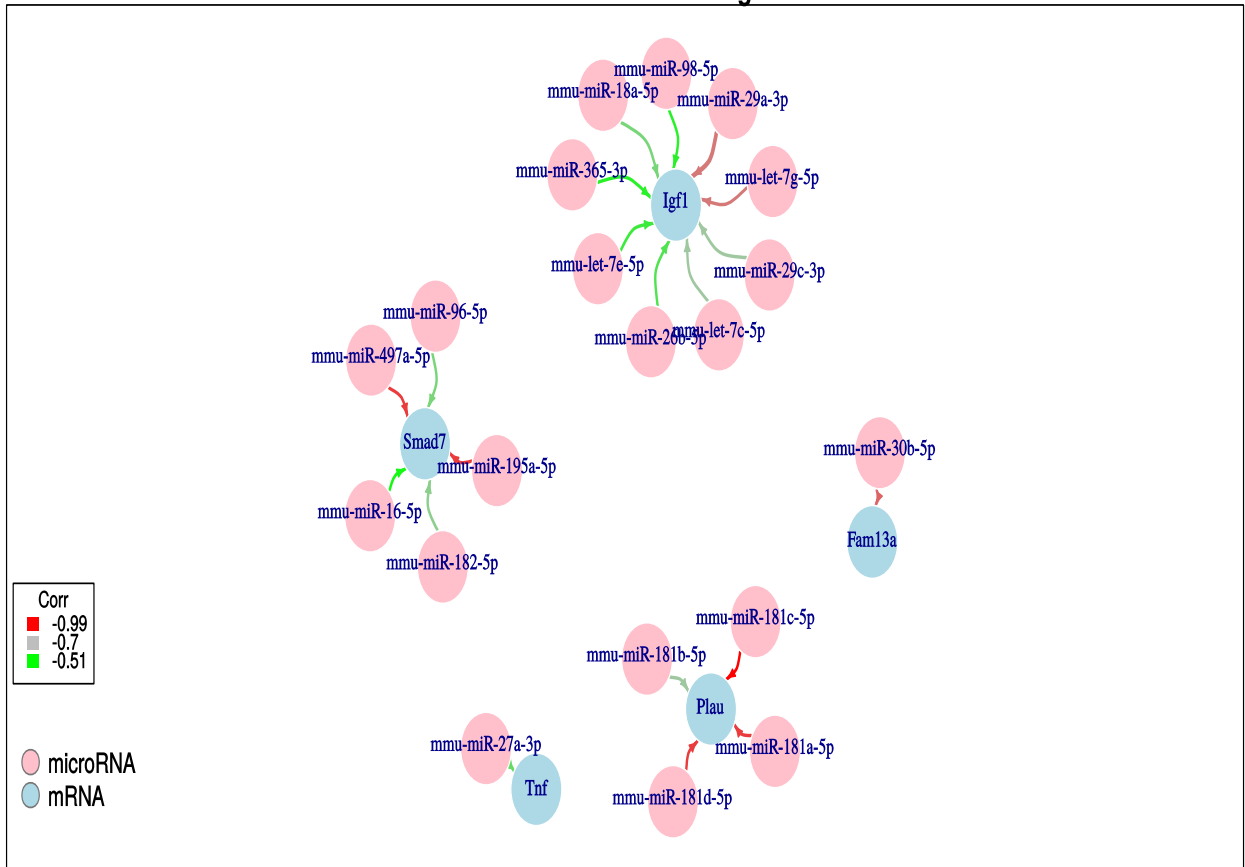 mmu-miR-98-5p
mmu-miR-18a-5p
mmu-miR-29a-3p
mmu-miR-365-3p
mmu-let-7g-5p
Igf1
mmu-let-7e-5p
mmu-miR-29c-3p
mmu-miR-26b-5p
mmu-let-7c-5p
mmu-miR-96-5p
mmu-miR-497a-5p
Smad7
mmu-miR-195a-5p
mmu-miR-16-5p
mmu-miR-182-5p
mmu-miR-30b-5p
Fam13a
Corr
-0.99
-0.7
-0.51
mmu-miR-181c-5p
mmu-miR-181b-5p
Plau
mmu-miR-181a-5p
mmu-miR-181d-5p
mmu-miR-27a-3p
Tnf
microRNA
mRNA